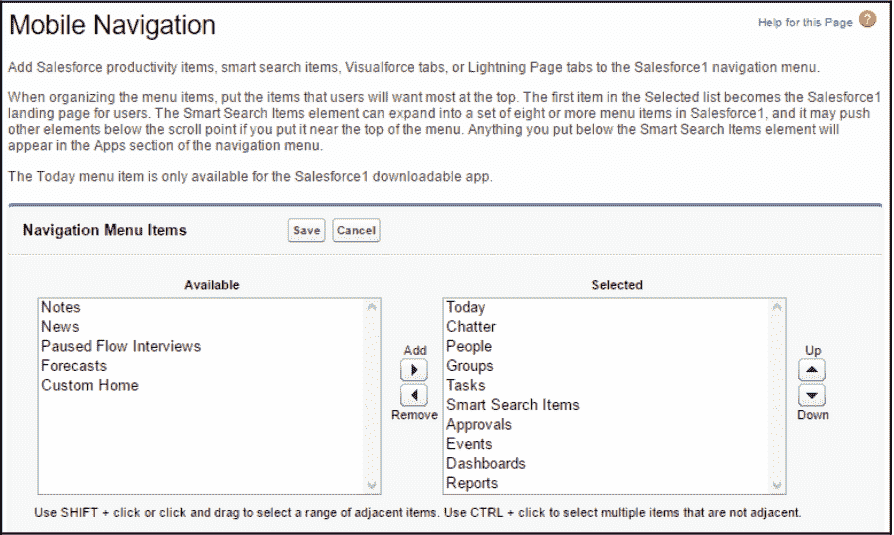 Mobile Navigation
Help for this Page ?
Add Salesforce productivity items, smart search items, Visualforce tabs, or Lightning Page tabs to the Salesforce1 navigation menu.
When organizing the menu items, put the items that users will want most at the top. The first item in the Selected list becomes the Salesforce1
landing page for users. The Smart Search Items element can expand into a set of eight or more menu items in Salesforce1, and it may push
other elements below the scroll point if you put it near the top of the menu. Anything you put below the Smart Search Items element will
appear in the Apps section of the navigation menu.
The Today menu item is only available for the Salesforce1 downloadable app.
Navigation Menu Items
Save
Cancel
Available
Notes
News
Paused Flow Interviews
Forecasts
Custom Home
Add
Remove
Selected
Today
Chatter
People
Groups
Tasks
Smart Search Items
Approvals
Events
Dashboards
Reports
Up
Down
Use SHIFT + click or click and drag to select a range of adjacent items. Use CTRL + click to select multiple items that are not adjacent.